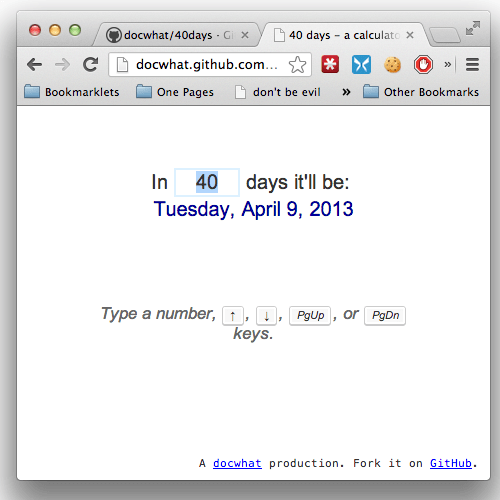 docwhat/40days - Gi
40 days – a calculato
docwhat.github.com...
Bookmarklets
One Pages
don't be evil
»
Other Bookmarks
In 40 days it'll be:
Tuesday, April 9, 2013
Type a number, ↑, ↓, PgUp, or PgDn
keys.
A docwhat production. Fork it on GitHub.